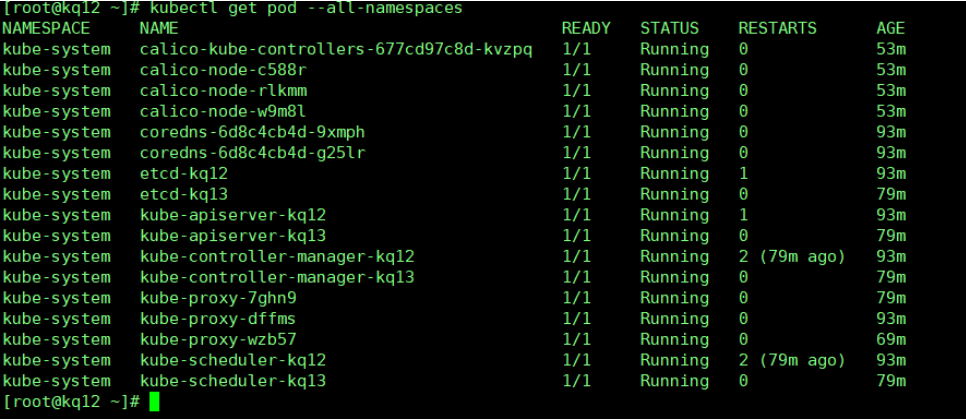 [root@kq12 ~]# kubectl get pod --all-namespaces
NAMESPACE     NAME                                       READY   STATUS    RESTARTS      AGE
kube-system   calico-kube-controllers-677cd97c8d-kvzpq   1/1     Running   0             53m
kube-system   calico-node-c588r                          1/1     Running   0             53m
kube-system   calico-node-rlkmm                          1/1     Running   0             53m
kube-system   calico-node-w9m8l                          1/1     Running   0             53m
kube-system   coredns-6d8c4cb4d-9xmph                    1/1     Running   0             93m
kube-system   coredns-6d8c4cb4d-g25lr                    1/1     Running   0             93m
kube-system   etcd-kq12                                  1/1     Running   1             93m
kube-system   etcd-kq13                                  1/1     Running   0             79m
kube-system   kube-apiserver-kq12                        1/1     Running   1             93m
kube-system   kube-apiserver-kq13                        1/1     Running   0             79m
kube-system   kube-controller-manager-kq12               1/1     Running   2 (79m ago)   93m
kube-system   kube-controller-manager-kq13               1/1     Running   0             79m
kube-system   kube-proxy-7ghn9                           1/1     Running   0             79m
kube-system   kube-proxy-dffms                           1/1     Running   0             93m
kube-system   kube-proxy-wzb57                           1/1     Running   0             69m
kube-system   kube-scheduler-kq12                        1/1     Running   2 (79m ago)   93m
kube-system   kube-scheduler-kq13                        1/1     Running   0             79m
[root@kq12 ~]#